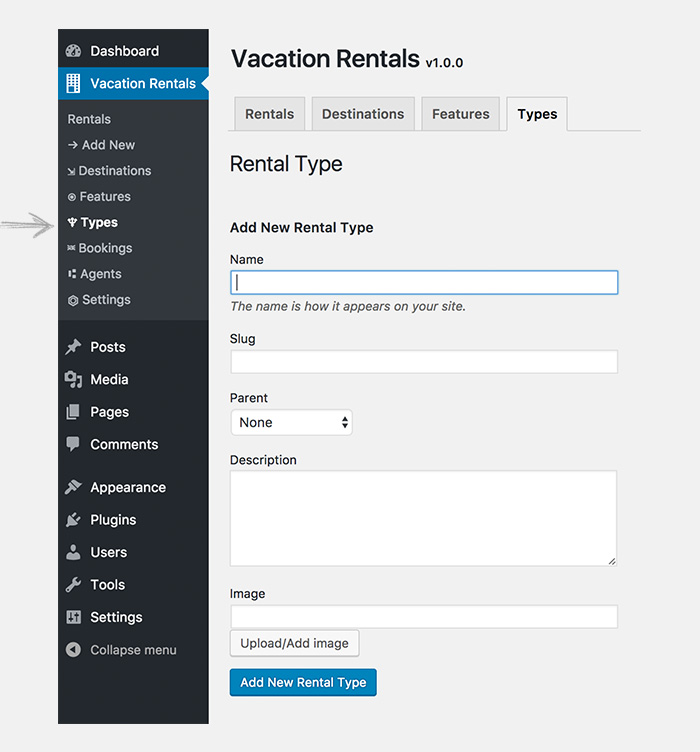 Dashboard
Vacation Rentals
Rentals
Add New
Destinations
Features
Types
Bookings
Agents
Settings
Posts
Media
Pages
Comments
Appearance
Plugins
Users
Tools
Settings
Collapse menu
Vacation Rentals v1.0.0
Rentals Destinations Features Types
Rental Type
Add New Rental Type
Name
The name is how it appears on your site.
Slug
Parent
None
Description
Image
Upload/Add image
Add New Rental Type